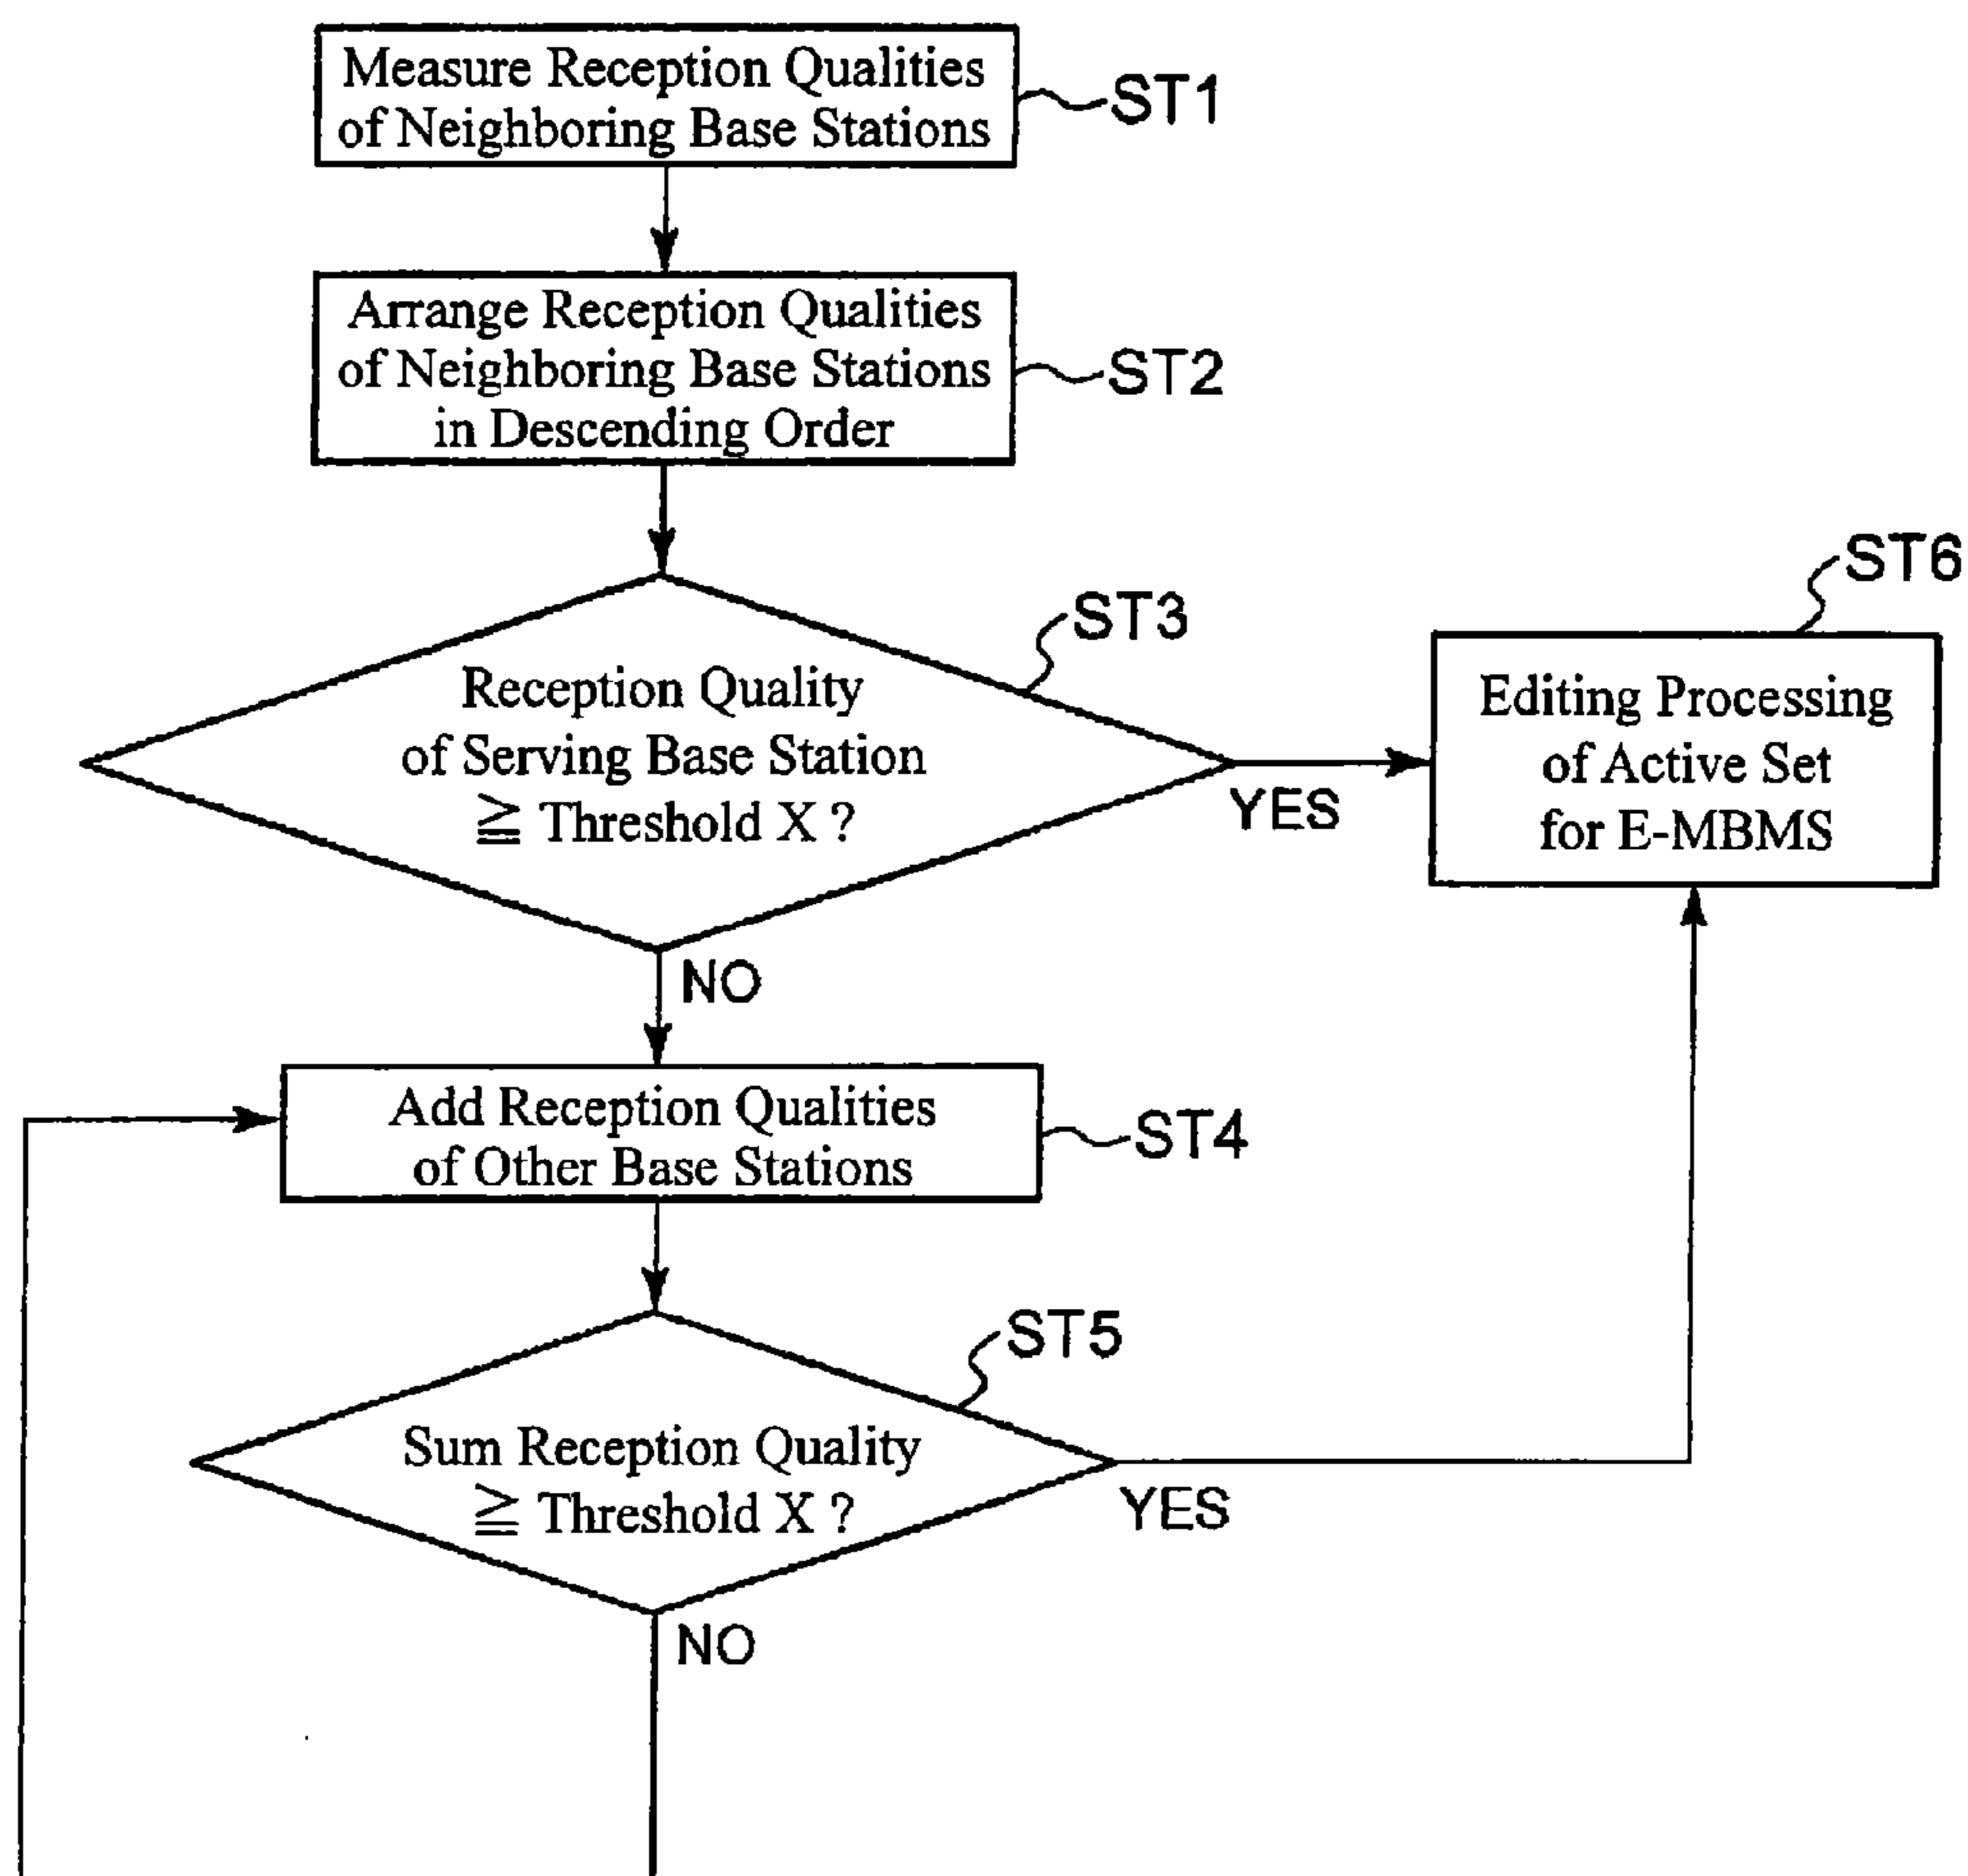 Measure Reception Qualities
of Neighboring Base Stations
ST1
Arrange Reception Qualities
of Neighboring Base Stations
in Descending Order
ST2
ST3
Reception Quality
of Serving Base Station
≧ Threshold X ?
YES
ST6
Editing Processing
of Active Set
for E-MBMS
NO
Add Reception Qualities
of Other Base Stations
ST4
ST5
Sum Reception Quality
≧ Threshold X ?
YES
NO